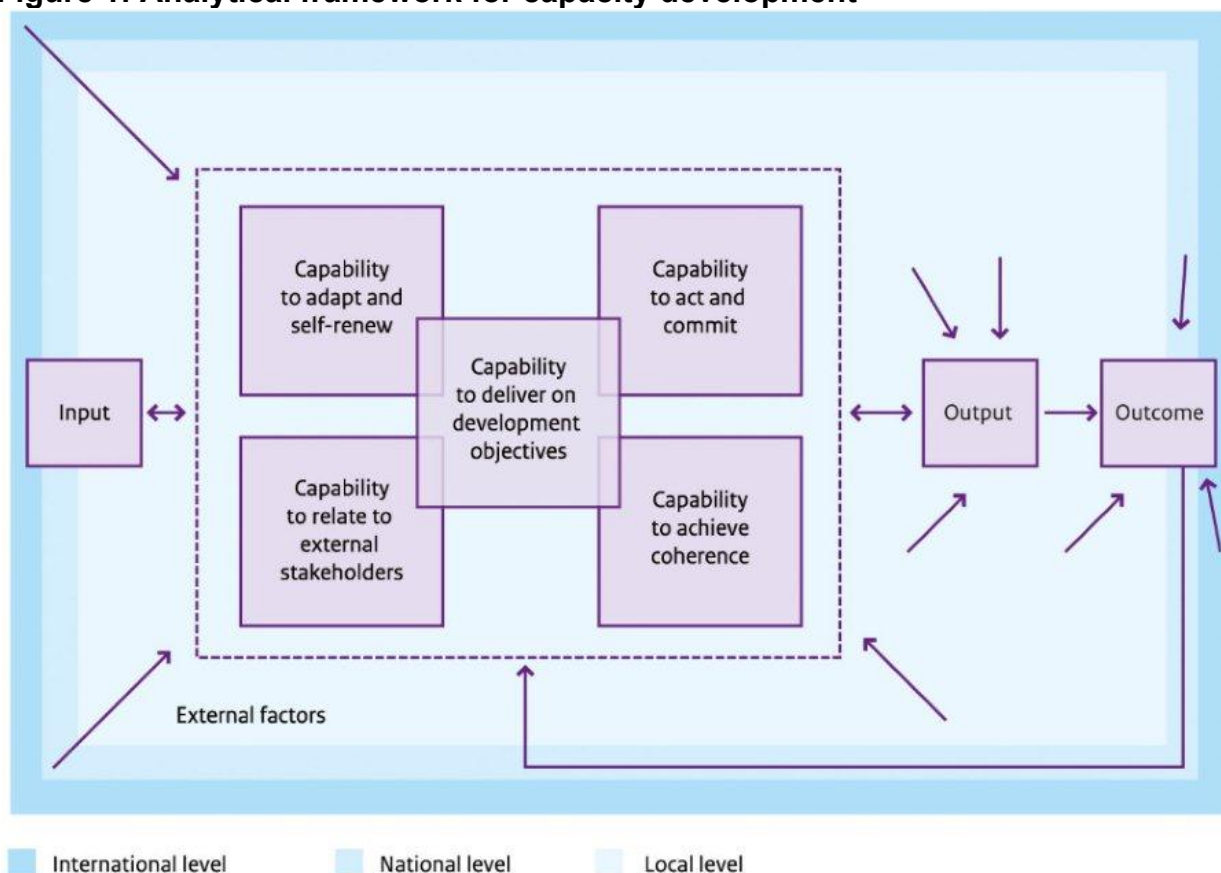 Figure 1: Analytical framework for capacity development
Capability
to adapt and
self-renew
Capability
to act and
commit
Capability
to deliver on
development
objectives
Input
Output
Outcome
Capability
to relate to
external
stakeholders
Capability
to achieve
coherence
External factors
International level
National level
Local level